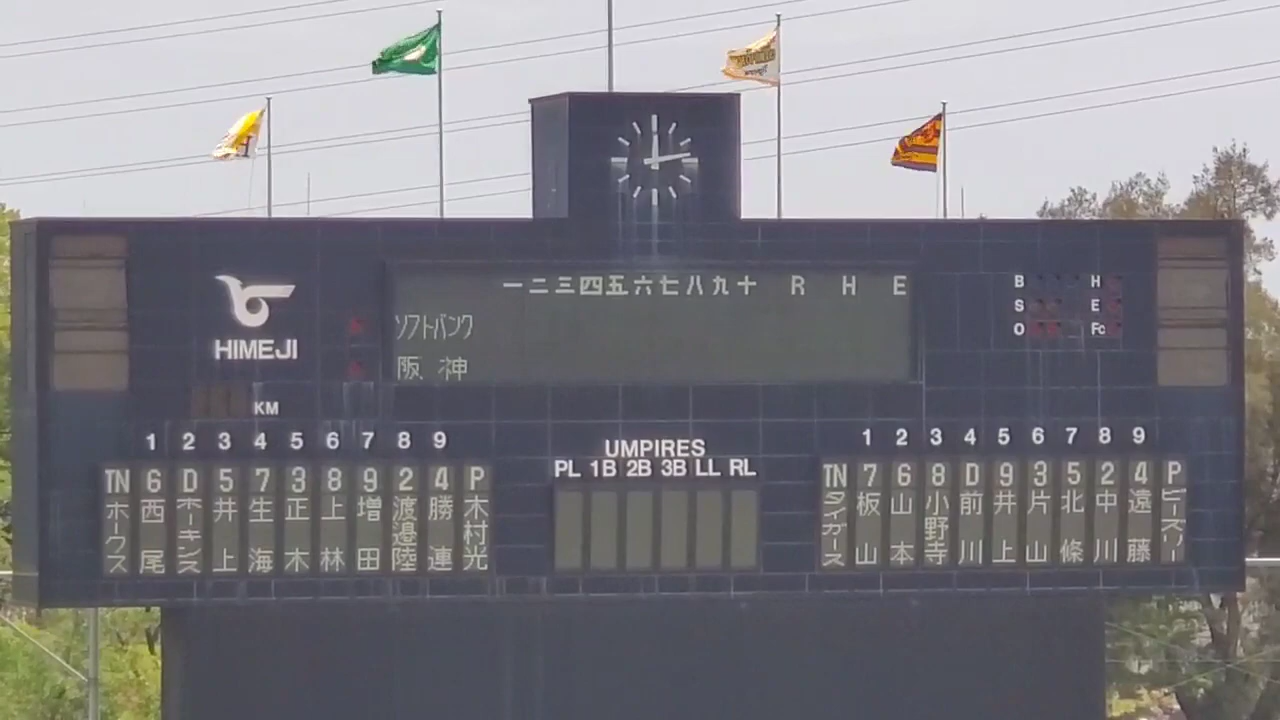 一二三四五六七八九十 R H E
ソフトバンク
阪神
HIMEJI
KM
B H
S E
O Fc
1 2 3 4 5 6 7 8 9
TN 6 D 5 7 3 8 9 2 4 P
ホークス 西尾 ホーキンス 井上 生海 正木 上林 増田 渡邉陸 勝連 木村光
UMPIRES
PL 1B 2B 3B LL RL
1 2 3 4 5 6 7 8 9
TN 7 6 8 D 9 3 5 2 4 P
タイガース 板山 山本 小野寺 前川 井上 片山 北條 中川 遠藤 ビーズリー